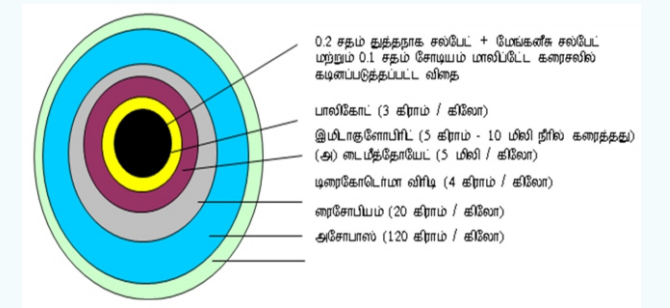 0.2 சதம் துத்தநாக சல்பேட் + மேங்கனீசு சல்பேட்
மற்றும் 0.1 சதம் சோடியம் மாலிப்டேட் கரைசலில்
கடினப்படுத்தப்பட்ட விதை
பாலிகோட் (3 கிராம் / கிலோ)
இமிடாகுளோபிரிட் (5 கிராம் - 10 மிலி நீரில் கரைத்தது)
(அ) டைமீத்தோயேட் (5 மிலி / கிலோ)
டிரைகோடெர்மா விரிடி (4 கிராம் / கிலோ)
ரைசோபியம் (20 கிராம் / கிலோ)
அசோபாஸ் (120 கிராம் / கிலோ)